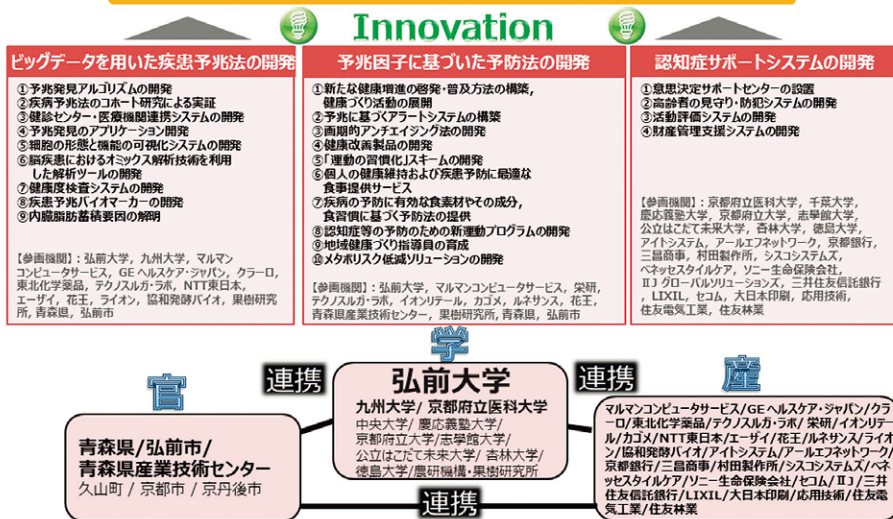 Innovation
ビッグデータを用いた疾患予兆法の開発
①予兆発見アルゴリズムの開発
②疾病予兆法のコホート研究による実証
③健診センター・医療機関連携システムの開発
④予兆発見のアプリケーション開発
⑤細胞の形態と機能の可視化システムの開発
⑥脳疾患におけるオミックス解析技術を利用
した解析ツールの開発
⑦健康度検査システムの開発
⑧疾患予兆バイオマーカーの開発
⑨内臓脂肪蓄積要因の解明
【参画機関】:弘前大学, 九州大学, マルマン
コンピュータサービス, GE ヘルスケア・ジャパン, クラーロ,
東北化学薬品, テクノスルガ・ラボ, NTT東日本,
エーザイ, 花王, ライオン, 協和発酵バイオ, 果樹研究
所, 青森県, 弘前市
予兆因子に基づいた予防法の開発
①新たな健康増進の啓発・普及方法の構築,
健康づくり活動の展開
②予兆に基づくアラートシステムの構築
③画期的アンチエイジング法の開発
④健康改善製品の開発
⑤「運動の習慣化」スキームの開発
⑥個人の健康維持および疾患予防に最適な
食事提供サービス
⑦疾病の予防に有効な食素材やその成分,
食習慣に基づく予防法の提供
⑧認知症等の予防のための新運動プログラムの開発
⑨地域健康づくり指導員の育成
⑩メタボリスク低減ソリューションの開発
【参画機関】:弘前大学, マルマンコンピュータサービス, 栄研,
テクノスルガ・ラボ, イオンリテール, カゴメ, ルネサンス, 花王,
青森県産業技術センター, 果樹研究所, 青森県, 弘前市
認知症サポートシステムの開発
①意思決定サポートセンターの設置
②高齢者の見守り・防犯システムの開発
③活動評価システムの開発
④財産管理支援システムの開発
【参画機関】:京都府立医科大学, 千葉大学,
慶応義塾大学, 京都府立大学, 志學館大学,
公立はこだて未来大学, 杏林大学, 徳島大学,
アイトシステム, アールエフネットワーク, 京都銀行,
三昌商事, 村田製作所, シスコシステムズ,
ベネッセスタイルケア, ソニー生命保険会社,
IIJ グローバルソリューションズ, 三井住友信託銀行
, LIXIL, セコム, 大日本印刷, 応用技術,
住友電気工業, 住友林業
官
連携
学
連携
産
青森県/弘前市/
青森県産業技術センター
久山町 / 京都市 / 京丹後市
弘前大学
九州大学/ 京都府立医科大学
中央大学/ 慶応義塾大学/
京都府立大学/志學館大学/
公立はこだて未来大学/ 杏林大学/
徳島大学/農研機構・果樹研究所
マルマンコンピュータサービス/GE ヘルスケア・ジャパン/クラ
ーロ/東北化学薬品/テクノスルガ・ラボ/ 栄研/イオンリテー
ル/カゴメ/NTT東日本/エーザイ/花王/ルネサンス/ライオ
ン/協和発酵バイオ/アイトシステム/アールエフネットワーク/
京都銀行/三昌商事/村田製作所/シスコシステムズ/ベネ
ッセスタイルケア/ソニー生命保険会社/セコム/ IIJ /三井
住友信託銀行/LIXIL/大日本印刷/応用技術/住友電
気工業/住友林業
連携